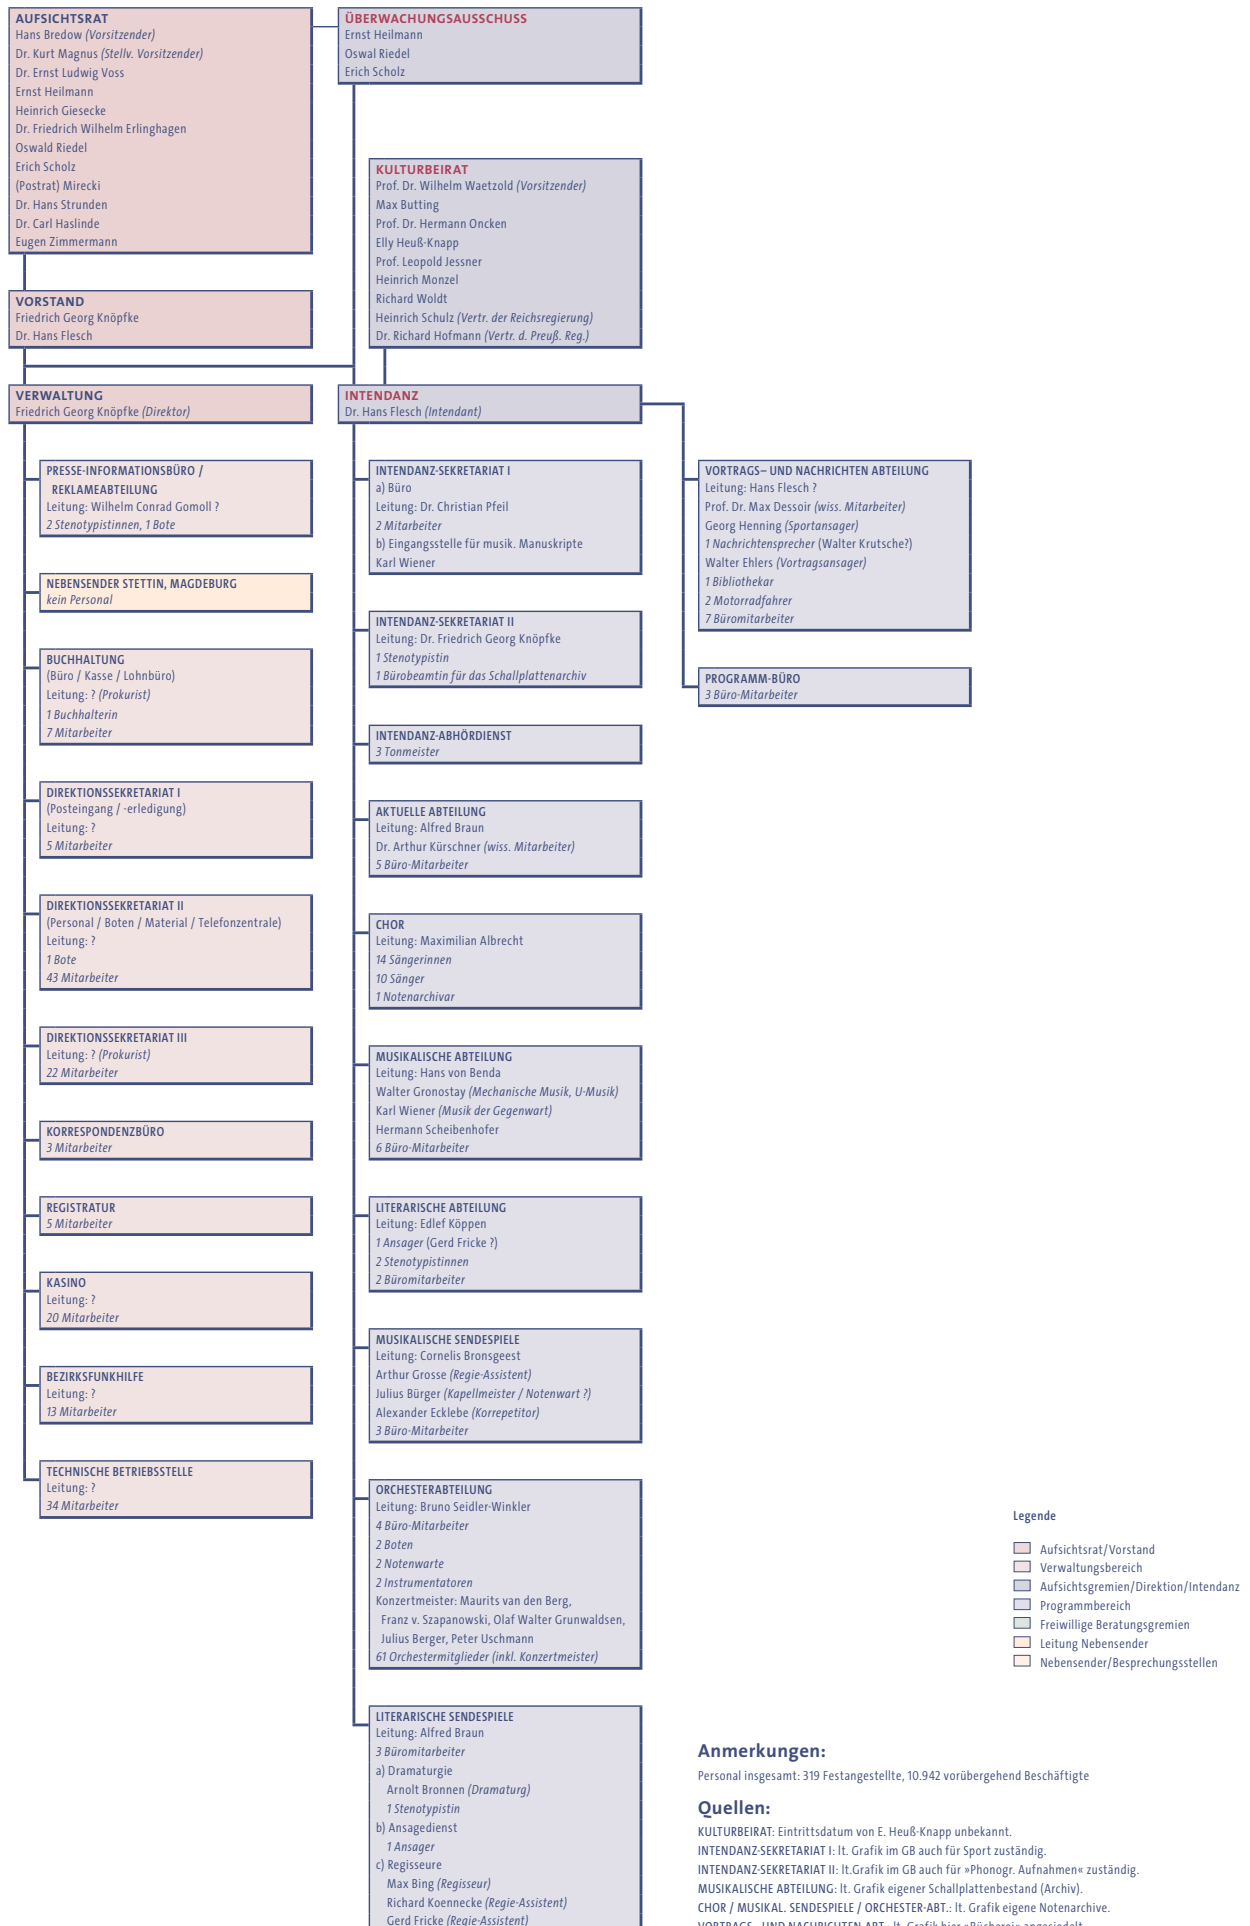 AUFSICHTSRAT
Hans Bredow (Vorsitzender)
Dr. Kurt Magnus (Stellv. Vorsitzender)
Dr. Ernst Ludwig Voss
Ernst Heilmann
Heinrich Giesecke
Dr. Friedrich Wilhelm Erlinghagen
Oswald Riedel
Erich Scholz
(Postrat) Mirecki
Dr. Hans Strunden
Dr. Carl Haslinde
Eugen Zimmermann
VORSTAND
Friedrich Georg Knöpfke
Dr. Hans Flesch
VERWALTUNG
Friedrich Georg Knöpfke (Direktor)
PRESSE-INFORMATIONSBÜRO /
REKLAMEABTEILUNG
Leitung: Wilhelm Conrad Gomoll ?
2 Stenotypistinnen, 1 Bote
NEBENSENDER STETTIN, MAGDEBURG
kein Personal
BUCHHALTUNG
(Büro / Kasse / Lohnbüro)
Leitung: ? (Prokurist)
1 Buchhalterin
7 Mitarbeiter
DIREKTIONSSEKRETARIAT I
(Posteingang / -erledigung)
Leitung: ?
5 Mitarbeiter
DIREKTIONSSEKRETARIAT II
(Personal / Boten / Material / Telefonzentrale)
Leitung: ?
1 Bote
43 Mitarbeiter
DIREKTIONSSEKRETARIAT III
Leitung: ? (Prokurist)
22 Mitarbeiter
KORRESPONDENZBÜRO
3 Mitarbeiter
REGISTRATUR
5 Mitarbeiter
KASINO
Leitung: ?
20 Mitarbeiter
BEZIRKSFUNKHILFE
Leitung: ?
13 Mitarbeiter
TECHNISCHE BETRIEBSSTELLE
Leitung: ?
34 Mitarbeiter
ÜBERWACHUNGSAUSSCHUSS
Ernst Heilmann
Oswal Riedel
Erich Scholz
KULTURBEIRAT
Prof. Dr. Wilhelm Waetzold (Vorsitzender)
Max Butting
Prof. Dr. Hermann Oncken
Elly Heuß-Knapp
Prof. Leopold Jessner
Heinrich Monzel
Richard Woldt
Heinrich Schulz (Vertr. der Reichsregierung)
Dr. Richard Hofmann (Vertr. d. Preuß. Reg.)
INTENDANZ
Dr. Hans Flesch (Intendant)
INTENDANZ-SEKRETARIAT I
a) Büro
Leitung: Dr. Christian Pfeil
2 Mitarbeiter
b) Eingangsstelle für musik. Manuskripte
Karl Wiener
INTENDANZ-SEKRETARIAT II
Leitung: Dr. Friedrich Georg Knöpfke
1 Stenotypistin
1 Bürobeamtin für das Schallplattenarchiv
INTENDANZ-ABHÖRDIENST
3 Tonmeister
AKTUELLE ABTEILUNG
Leitung: Alfred Braun
Dr. Arthur Kürschner (wiss. Mitarbeiter)
5 Büro-Mitarbeiter
CHOR
Leitung: Maximilian Albrecht
14 Sängerinnen
10 Sänger
1 Notenarchivar
MUSIKALISCHE ABTEILUNG
Leitung: Hans von Benda
Walter Gronostay (Mechanische Musik, U-Musik)
Karl Wiener (Musik der Gegenwart)
Hermann Scheibenhofer
6 Büro-Mitarbeiter
LITERARISCHE ABTEILUNG
Leitung: Edlef Köppen
1 Ansager (Gerd Fricke ?)
2 Stenotypistinnen
2 Büromitarbeiter
MUSIKALISCHE SENDESPIELE
Leitung: Cornelis Bronsgeest
Arthur Grosse (Regie-Assistent)
Julius Bürger (Kapellmeister / Notenwart ?)
Alexander Ecklebe (Korrepetitor)
3 Büro-Mitarbeiter
ORCHESTERABTEILUNG
Leitung: Bruno Seidler-Winkler
4 Büro-Mitarbeiter
2 Boten
2 Notenwarte
2 Instrumentatoren
Konzertmeister: Maurits van den Berg,
Franz v. Szapanowski, Olaf Walter Grunwaldsen,
Julius Berger, Peter Uschmann
61 Orchestermitglieder (inkl. Konzertmeister)
LITERARISCHE SENDESPIELE
Leitung: Alfred Braun
3 Büromitarbeiter
a) Dramaturgie
Arnolt Bronnen (Dramaturg)
1 Stenotypistin
b) Ansagedienst
1 Ansager
c) Regisseure
Max Bing (Regisseur)
Richard Koennecke (Regie-Assistent)
Gerd Fricke (Regie-Assistent)
VORTRAGS– UND NACHRICHTEN ABTEILUNG
Leitung: Hans Flesch ?
Prof. Dr. Max Dessoir (wiss. Mitarbeiter)
Georg Henning (Sportansager)
1 Nachrichtensprecher (Walter Krutsche?)
Walter Ehlers (Vortragsansager)
1 Bibliothekar
2 Motorradfahrer
7 Büromitarbeiter
PROGRAMM-BÜRO
3 Büro-Mitarbeiter
Legende
Aufsichtsrat/Vorstand
Verwaltungsbereich
Aufsichtsgremien/Direktion/Intendanz
Programmbereich
Freiwillige Beratungsgremien
Leitung Nebensender
Nebensender/Besprechungsstellen
Anmerkungen:
Personal insgesamt: 319 Festangestellte, 10.942 vorübergehend Beschäftigte
Quellen:
KULTURBEIRAT: Eintrittsdatum von E. Heuß-Knapp unbekannt.
INTENDANZ-SEKRETARIAT I: lt. Grafik im GB auch für Sport zuständig.
INTENDANZ-SEKRETARIAT II: lt.Grafik im GB auch für »Phonogr. Aufnahmen« zuständig.
MUSIKALISCHE ABTEILUNG: lt. Grafik eigener Schallplattenbestand (Archiv).
CHOR / MUSIKAL. SENDESPIELE / ORCHESTER-ABT.: lt. Grafik eigene Notenarchive.
VORTRAGS– UND NACHRICHTEN ABT.: lt. Grafik hier »Bücherei« angesiedelt.